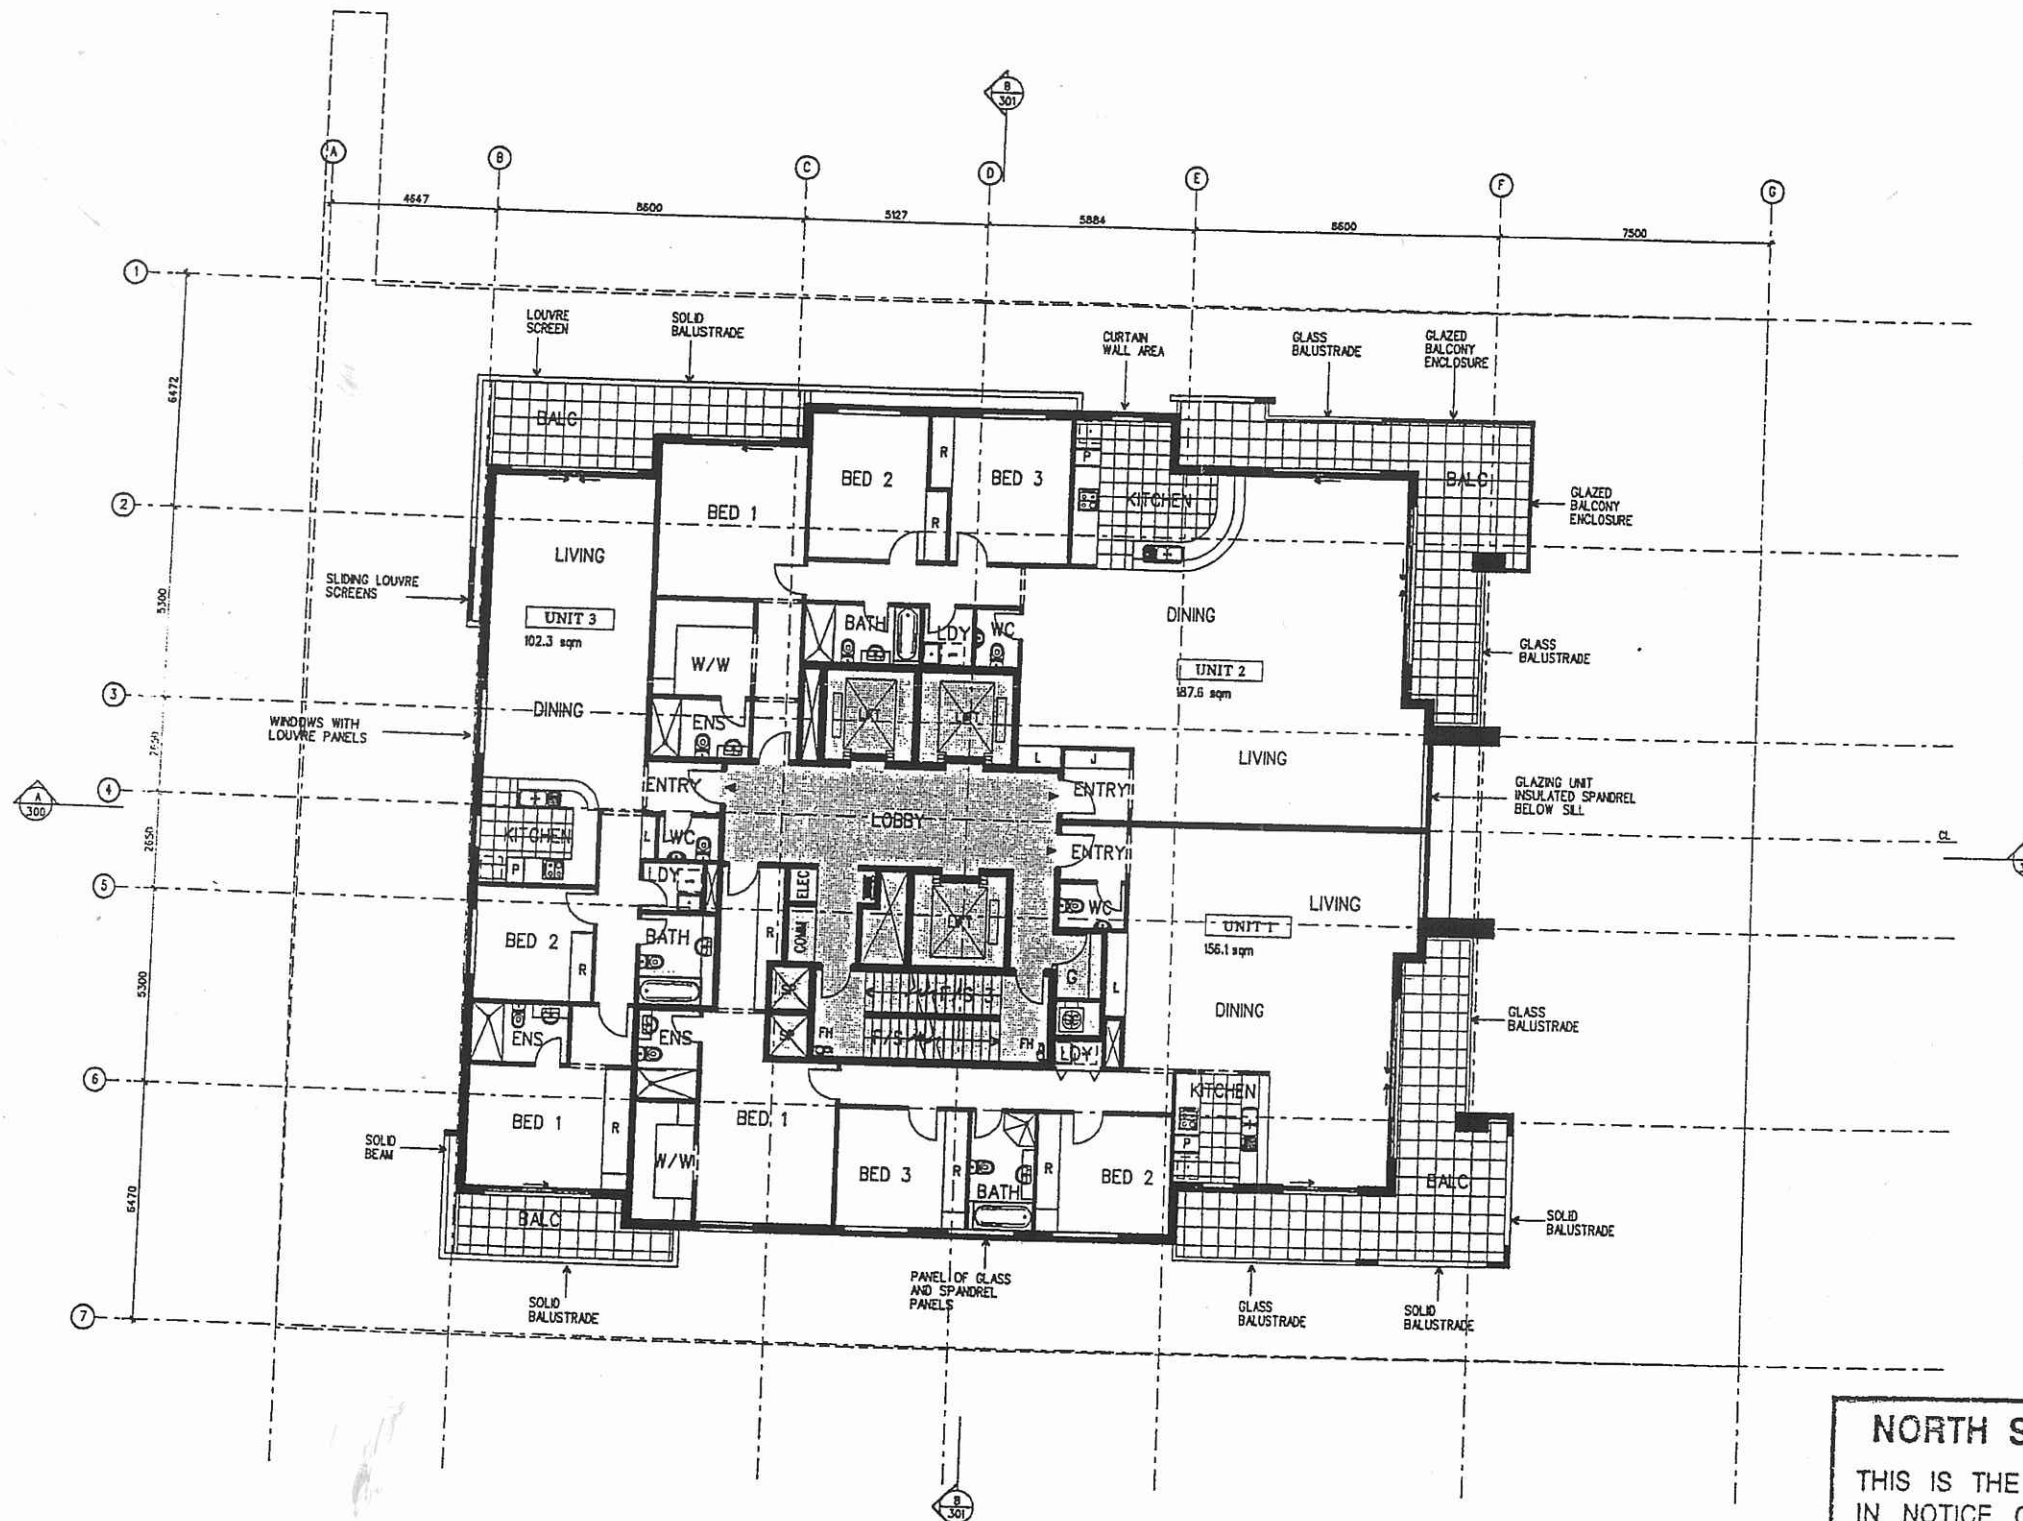 B
301
A
B
C
D
E
F
G
4647
8600
5127
5884
8600
7500
1
LOUVRE
SCREEN
SOLID
BALUSTRADE
CURTAIN
WALL AREA
GLASS
BALUSTRADE
GLAZED
BALCONY
ENCLOSURE
6472
BALC
BED 2
R
BED 3
P
KITCHEN
BALC
GLAZED
BALCONY
ENCLOSURE
2
BED 1
R
LIVING
SLIDING LOUVRE
SCREENS
5300
UNIT 3
102.3 sqm
DINING
BATH
LDY
WC
GLASS
BALUSTRADE
W/W
UNIT 2
187.6 sqm
3
DINING
ENS
LIFT
LIFT
WINDOWS WITH
LOUVRE PANELS
2650
L
J
LIVING
ENTRY
ENTRY
4
A
300
GLAZING UNIT
INSULATED SPANDREL
BELOW SILL
LOBBY
KITCHEN
L
WC
ENTRY
CL
2650
P
LDY
ELEC
5
LIVING
WC
UNIT 1
156.1 sqm
LIFT
BED 2
BATH
R
COMM
R
G
L
5300
DINING
F/S
GLASS
BALUSTRADE
ENS
ENS
FH
F/S
FH
LDY
6
KITCHEN
BED 1
R
BED 1
P
SOLID
BEAM
W/W
BED 3
R
R
BED 2
BATH
BALC
6470
BALC
SOLID
BALUSTRADE
PANEL OF GLASS
AND SPANDREL
PANELS
SOLID
BALUSTRADE
GLASS
BALUSTRADE
SOLID
BALUSTRADE
7
B
301
NORTH S
THIS IS THE
IN NOTICE